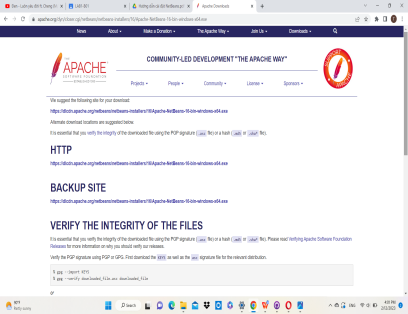 apache.org/dyn/closer.cgi/netbeans/netbeans-installers/16/Apache-NetBeans-16-bin-windows-x64.exe
News
About
Make a Donation
The Apache Way
Join Us
Downloads
THE
APACHE
SOFTWARE FOUNDATION
COMMUNITY-LED DEVELOPMENT "THE APACHE WAY"
Projects
People
Community
License
Sponsors
We suggest the following site for your download:
https://dlcdn.apache.org/netbeans/netbeans-installers/16/Apache-NetBeans-16-bin-windows-x64.exe
Alternate download locations are suggested below.
It is essential that you verify the integrity of the downloaded file using the PGP signature ( .asc file) or a hash ( .md5 or .sha* file).
HTTP
https://dlcdn.apache.org/netbeans/netbeans-installers/16/Apache-NetBeans-16-bin-windows-x64.exe
BACKUP SITE
https://dlcdn.apache.org/netbeans/netbeans-installers/16/Apache-NetBeans-16-bin-windows-x64.exe
VERIFY THE INTEGRITY OF THE FILES
It is essential that you verify the integrity of the downloaded file using the PGP signature ( .asc file) or a hash ( .md5 or .sha* file). Please read Verifying Apache Software Foundation
Releases for more information on why you should verify our releases.
Verify the PGP signature using PGP or GPG. First download the KEYS as well as the asc signature file for the relevant distribution.
% gpg --import KEYS
% gpg --verify downloaded_file.asc downloaded_file
or
Search